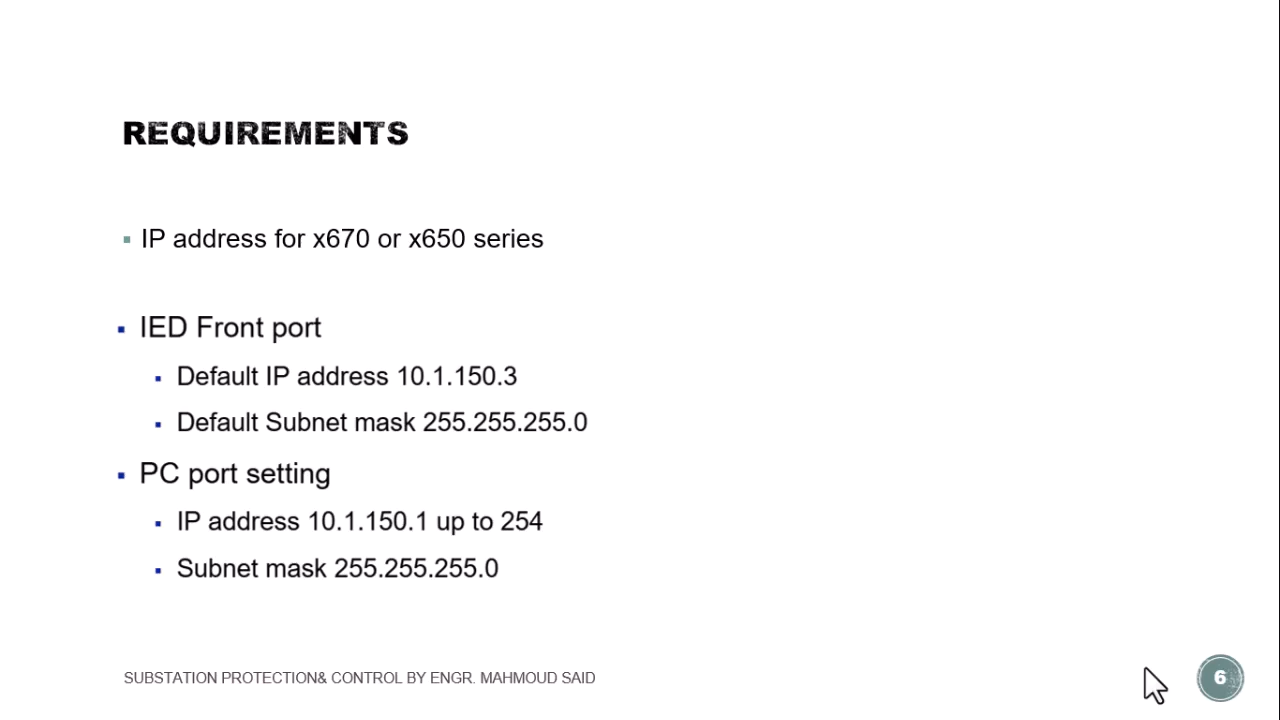 REQUIREMENTS
IP address for x670 or x650 series
IED Front port
Default IP address 10.1.150.3
Default Subnet mask 255.255.255.0
PC port setting
IP address 10.1.150.1 up to 254
Subnet mask 255.255.255.0
SUBSTATION PROTECTION& CONTROL BY ENGR. MAHMOUD SAID
6